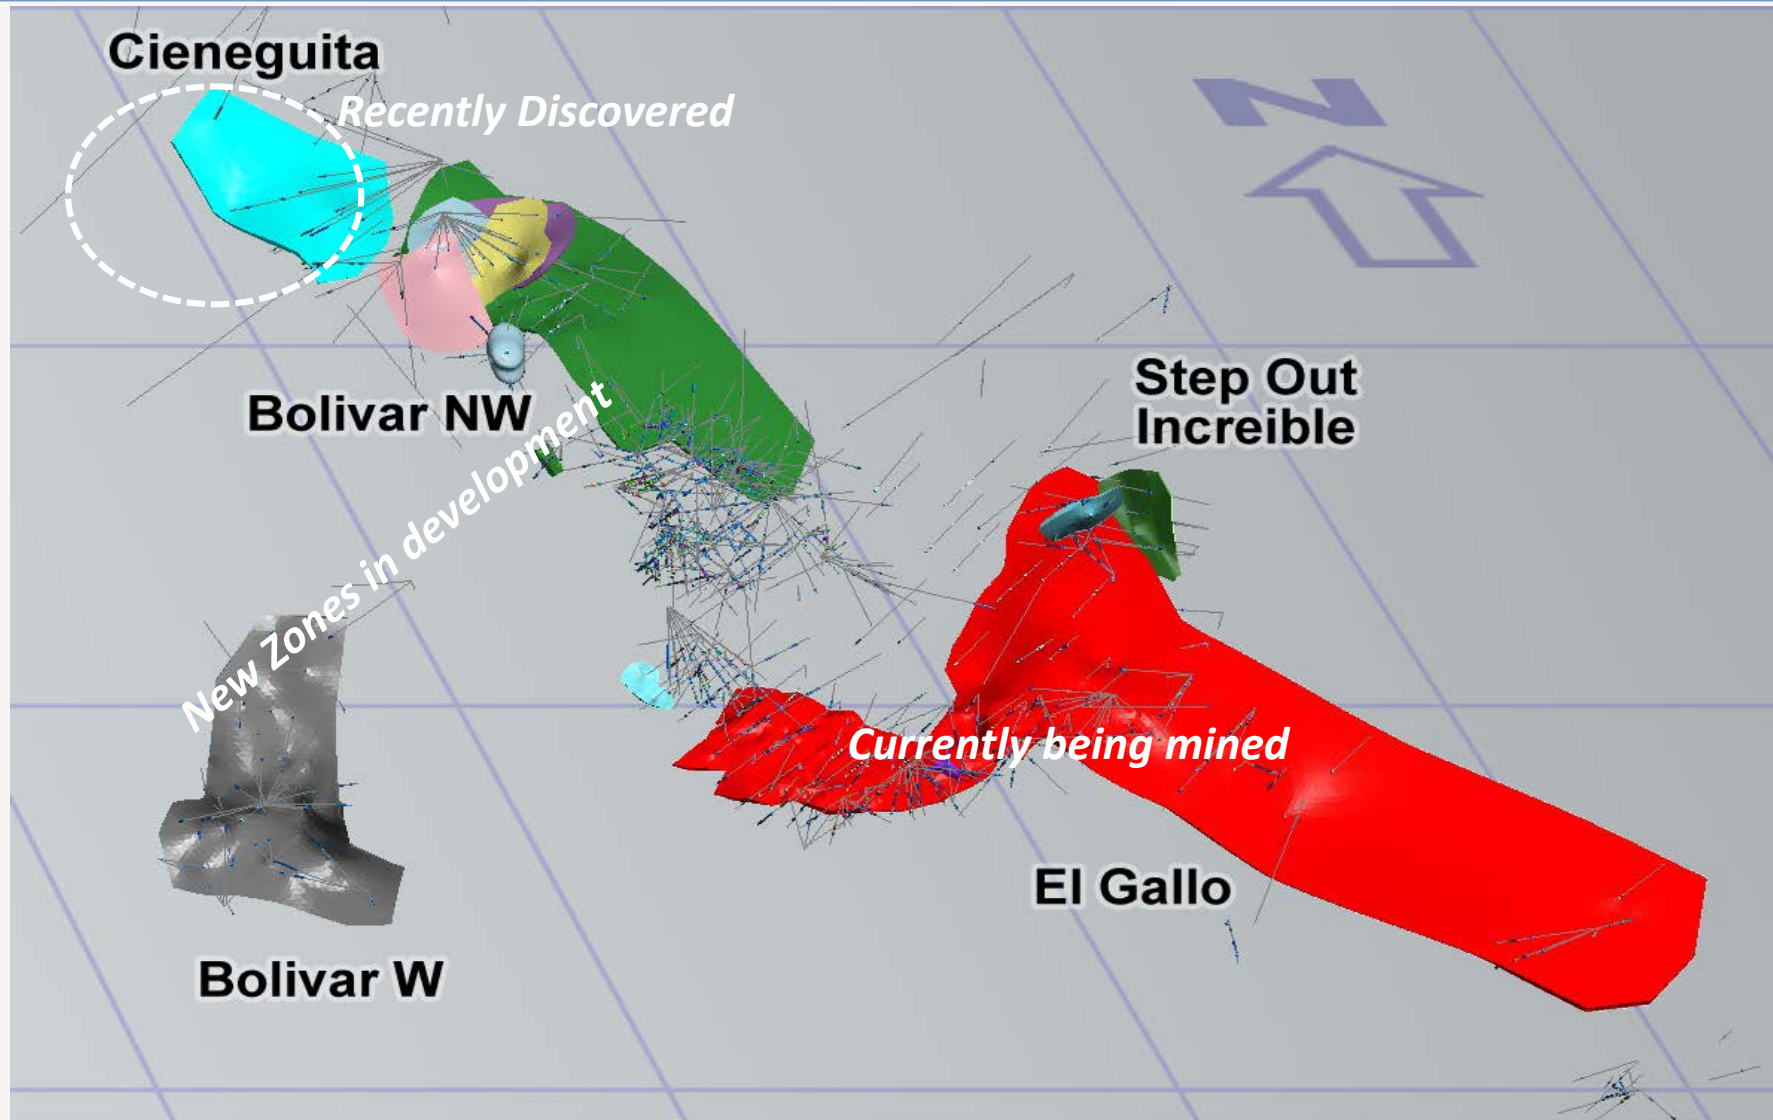 Cieneguita
Recently Discovered
N
Step Out
Increible
Bolivar NW
New Zones in development
Currently being mined
El Gallo
Bolivar W